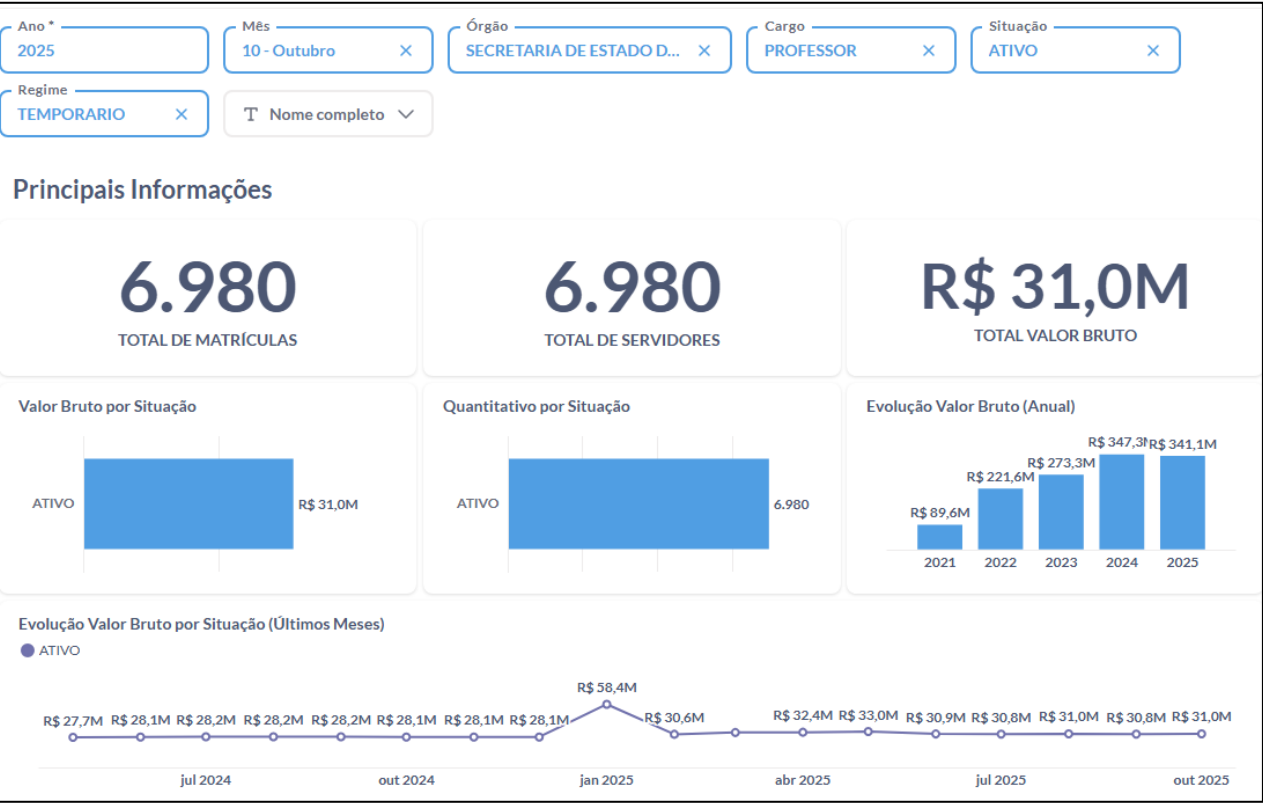 Ano * Mês Órgão Cargo Situação
2025 10 - Outubro × SECRETARIA DE ESTADO D... × PROFESSOR × ATIVO ×
Regime
TEMPORARIO × T Nome completo
Principais Informações
6.980 6.980 R$ 31,0M
TOTAL DE MATRÍCULAS TOTAL DE SERVIDORES TOTAL VALOR BRUTO
Valor Bruto por Situação
ATIVO R$ 31,0M
Quantitativo por Situação
ATIVO 6.980
Evolução Valor Bruto (Anual)
R$ 89,6M R$ 221,6M R$ 273,3M R$ 347,3M R$ 341,1M
2021 2022 2023 2024 2025
Evolução Valor Bruto por Situação (Últimos Meses)
ATIVO
R$ 27,7M R$ 28,1M R$ 28,2M R$ 28,2M R$ 28,2M R$ 28,1M R$ 28,1M R$ 28,1M R$ 58,4M R$ 30,6M R$ 32,4M R$ 33,0M R$ 30,9M R$ 30,8M R$ 31,0M R$ 30,8M R$ 31,0M
jul 2024 out 2024 jan 2025 abr 2025 jul 2025 out 2025